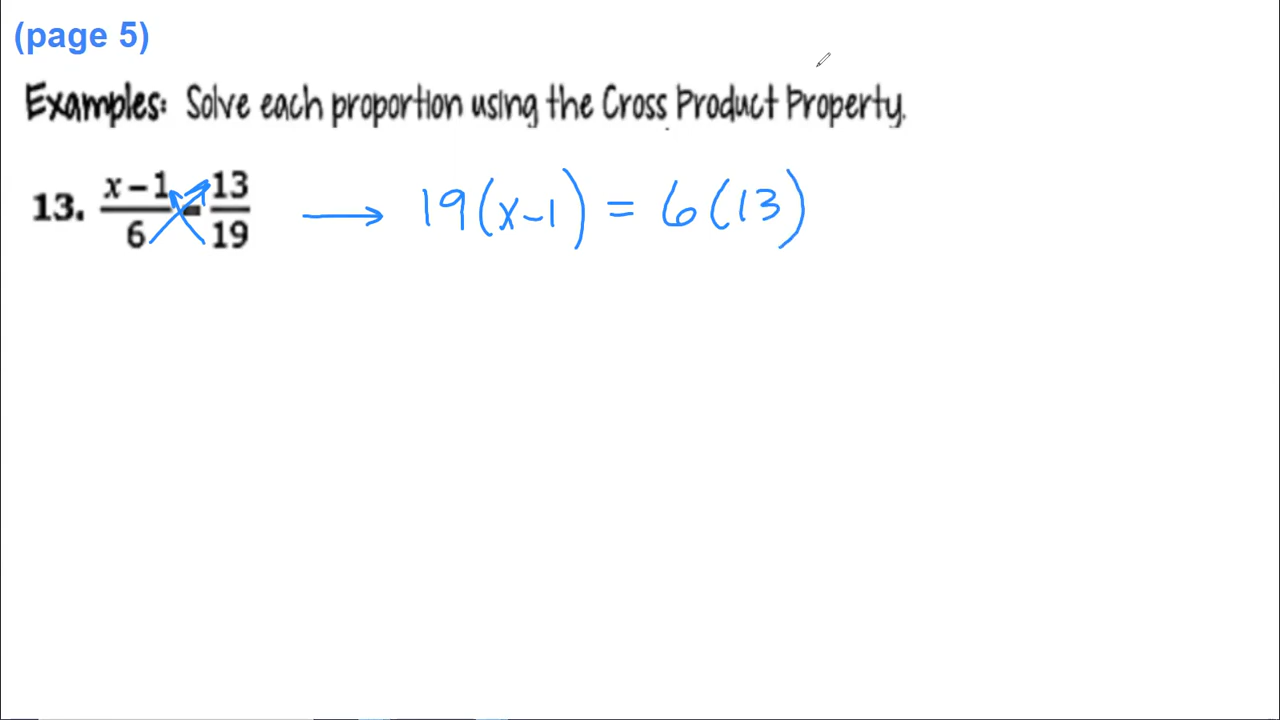 (page 5)
Examples: Solve each proportion using the Cross Product Property.
13. x-1/6 = 13/19 → 19(x-1) = 6(13)